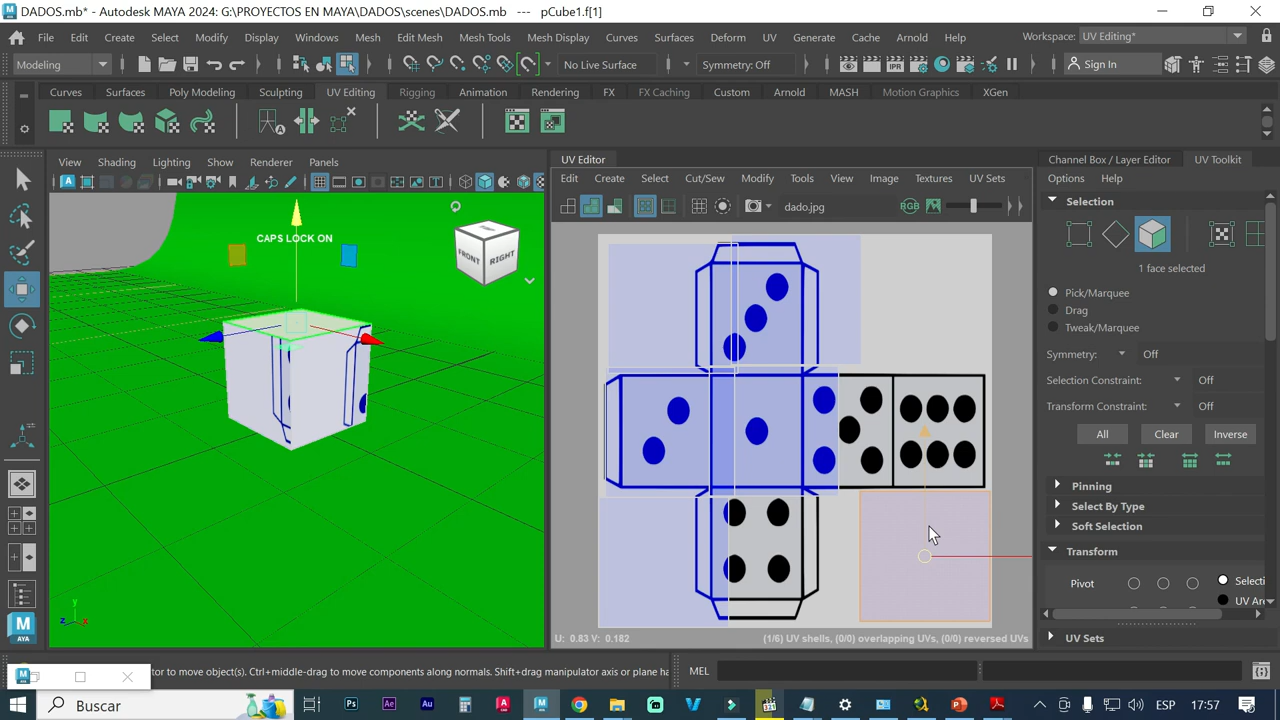 DADOS.mb* - Autodesk MAYA 2024: G:\PROYECTOS EN MAYA\DADOS\scenes\DADOS.mb --- pCube1.f[1]
File Edit Create Select Modify Display Windows Mesh Edit Mesh Mesh Tools Mesh Display Curves Surfaces Deform UV Generate Cache Arnold Help Workspace: UV Editing*
Modeling No Live Surface Symmetry: Off IPR Sign In
Curves Surfaces Poly Modeling Sculpting UV Editing Rigging Animation Rendering FX FX Caching Custom Arnold MASH Motion Graphics XGen
View Shading Lighting Show Renderer Panels
UV Editor
Channel Box / Layer Editor UV Toolkit
Edit Create Select Cut/Sew Modify Tools View Image Textures UV Sets
Options Help
dado.jpg RGB
Selection
CAPS LOCK ON
FRONT RIGHT
1 face selected
Pick/Marquee
Drag
Tweak/Marquee
Symmetry: Off
Selection Constraint: Off
Transform Constraint: Off
All Clear Inverse
Pinning
Select By Type
Soft Selection
Transform
Pivot Selecti
UV Are
U: 0.83 V: 0.182 (1/6) UV shells, (0/0) overlapping UVs, (0/0) reversed UVs
UV Sets
y
z x
M
AYA
tor to move object(s). Ctrl+middle-drag to move components along normals. Shift+drag manipulator axis or plane ha
MEL
Buscar
Ps Ae Au
ESP 17:57